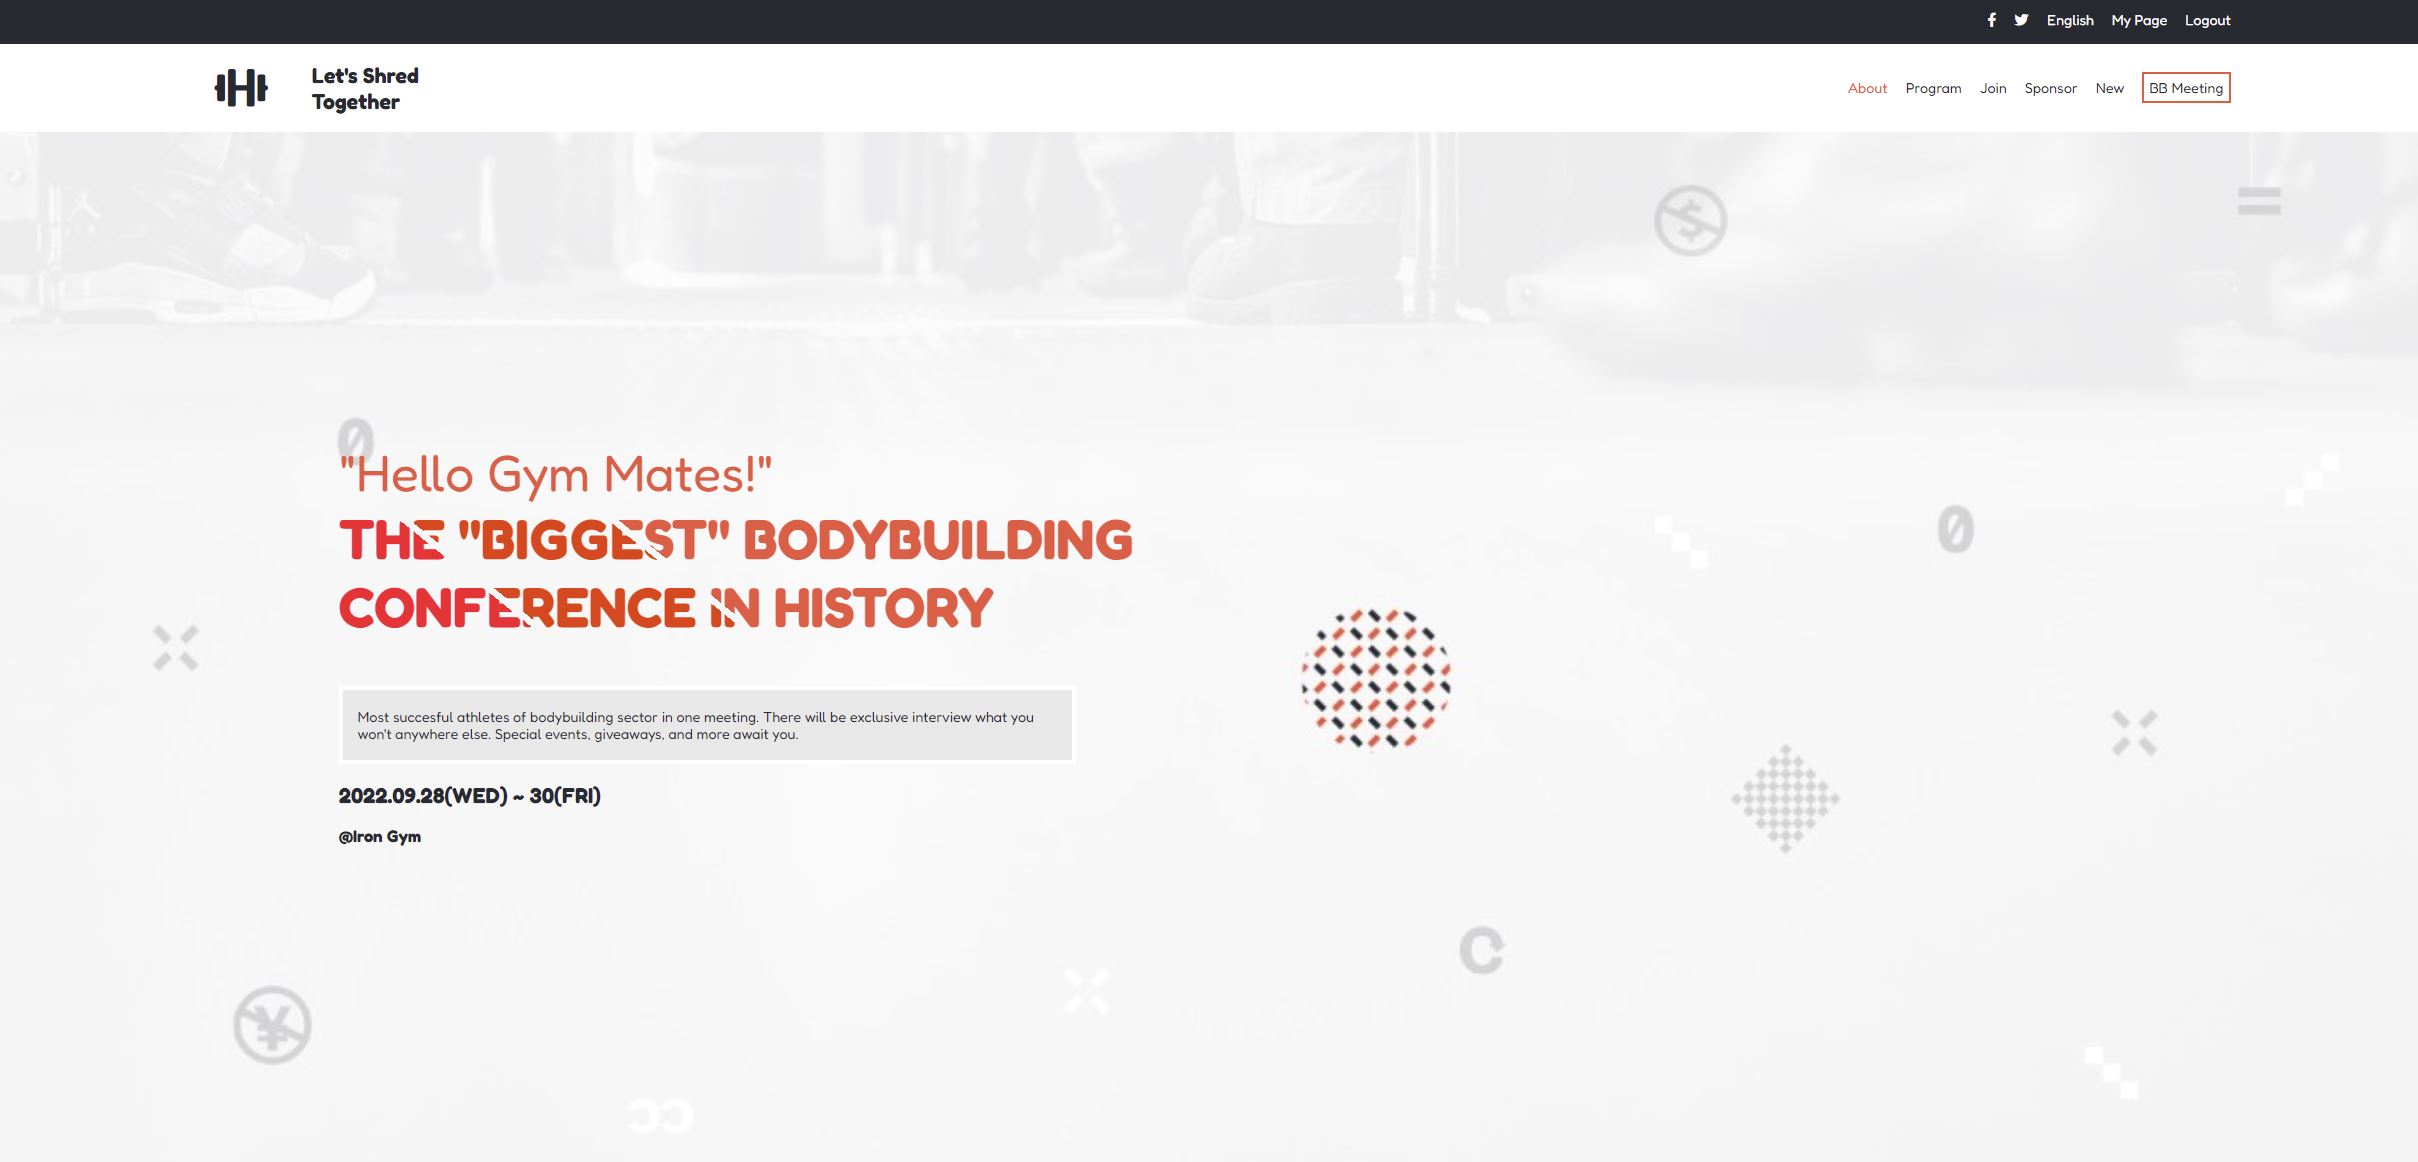 English My Page Logout
Let's Shred
Together
About Program Join Sponsor New BB Meeting
"Hello Gym Mates!"
THE "BIGGEST" BODYBUILDING
CONFERENCE IN HISTORY
Most succesful athletes of bodybuilding sector in one meeting. There will be exclusive interview what you
won't anywhere else. Special events, giveaways, and more await you.
2022.09.28(WED) ~ 30(FRI)
@Iron Gym